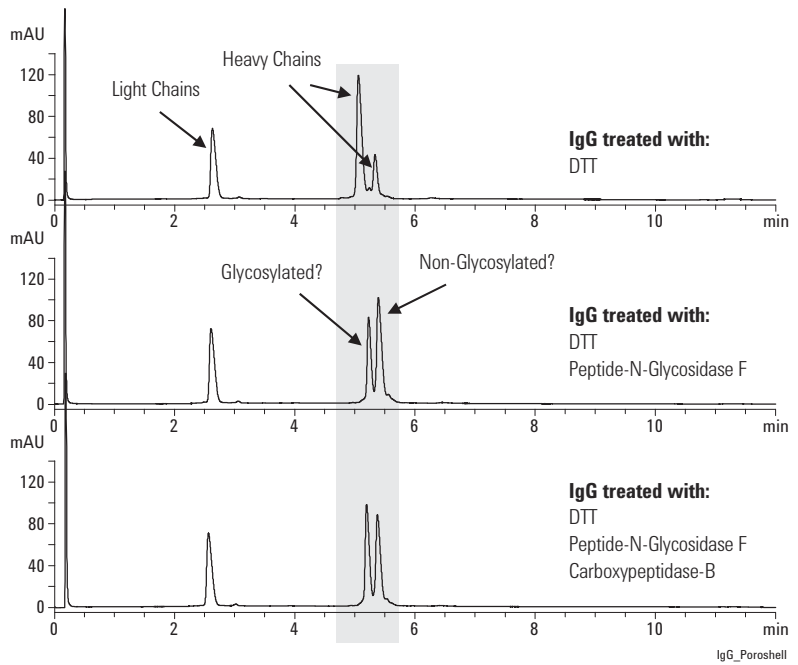 mAU
120
80
40
0
Light Chains
Heavy Chains
IgG treated with:
DTT
0 2 4 6 8 10 min
mAU
120
80
40
0
Glycosylated?
Non-Glycosylated?
IgG treated with:
DTT
Peptide-N-Glycosidase F
0 2 4 6 8 10 min
mAU
120
80
40
0
IgG treated with:
DTT
Peptide-N-Glycosidase F
Carboxypeptidase-B
0 2 4 6 8 10 min
IgG_Poroshell